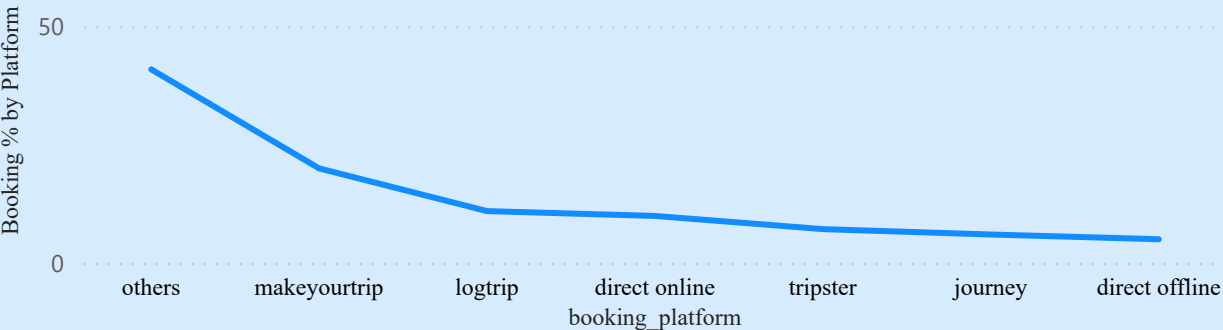 Booking % by Platform
50
0
others makeyourtrip logtrip direct online tripster journey direct offline
booking_platform